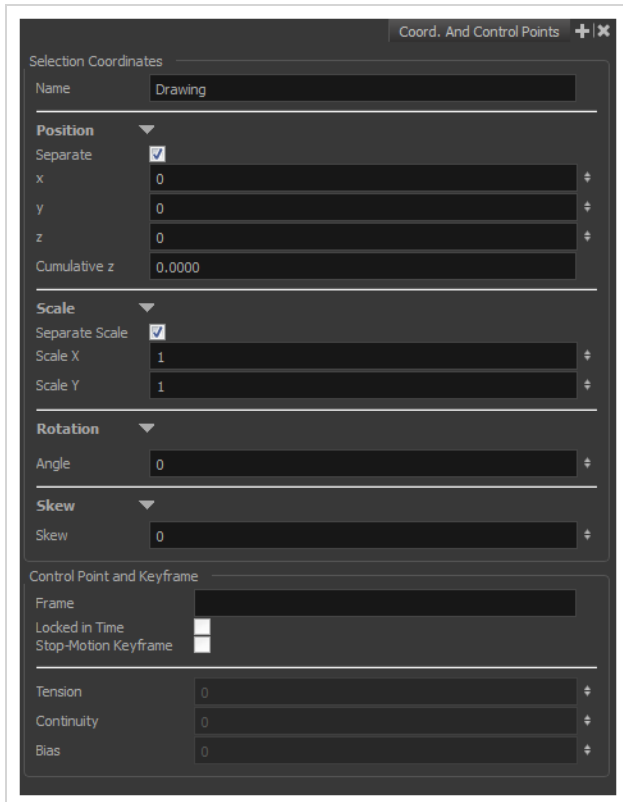 Coord. And Control Points
Selection Coordinates
Name Drawing
Position
Separate
x 0
y 0
z 0
Cumulative z 0.0000
Scale
Separate Scale
Scale X 1
Scale Y 1
Rotation
Angle 0
Skew
Skew 0
Control Point and Keyframe
Frame
Locked in Time
Stop-Motion Keyframe
Tension 0
Continuity 0
Bias 0